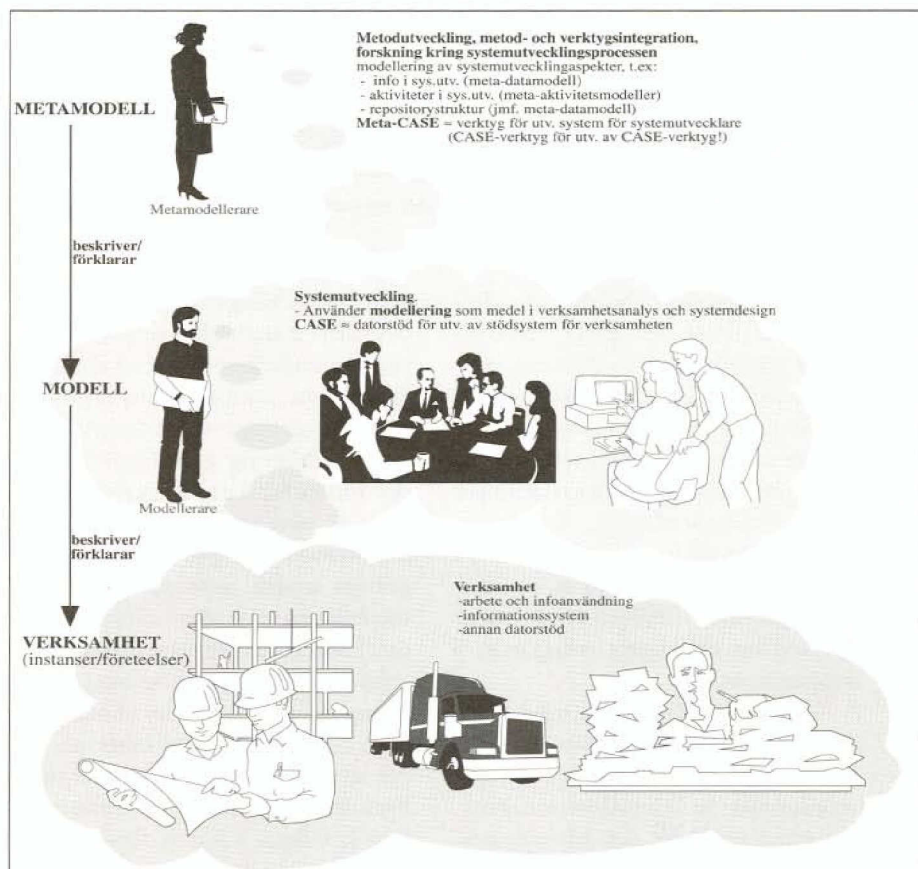 Metodutveckling, metod- och verktygsintegration,
forskning kring systemutvecklingsprocessen
modellering av systemutvecklingaspekter, t.ex:
- info i sys.utv. (meta-datamodell)
- aktiviteter i sys.utv. (meta-aktivitetsmodeller)
- repositorystruktur (jmf. meta-datamodell)
Meta-CASE = verktyg för utv. system för systemutvecklare
(CASE-verktyg för utv. av CASE-verktyg!)
METAMODELL
Metamodellerare
beskriver/
förklarar
Systemutveckling.
- Använder modellering som medel i verksamhetsanalys och systemdesign
CASE ≈ datorstöd för utv. av stödsystem för verksamheten
MODELL
Modellerare
beskriver/
förklarar
Verksamhet
-arbete och infoanvändning
-informationssystem
-annan datorstöd
VERKSAMHET
(instanser/företeelser)